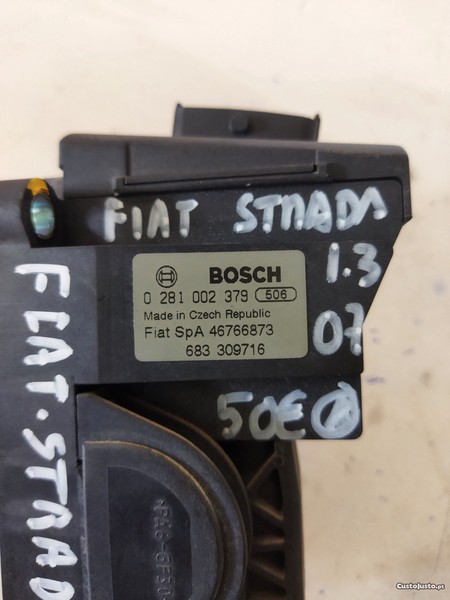 FIAT STRADA
1.3
07
50€
BOSCH
0 281 002 379 506
Made in Czech Republic
Fiat SpA 46766873
683 309716
FIAT.STRAD
CustoJusto.pt